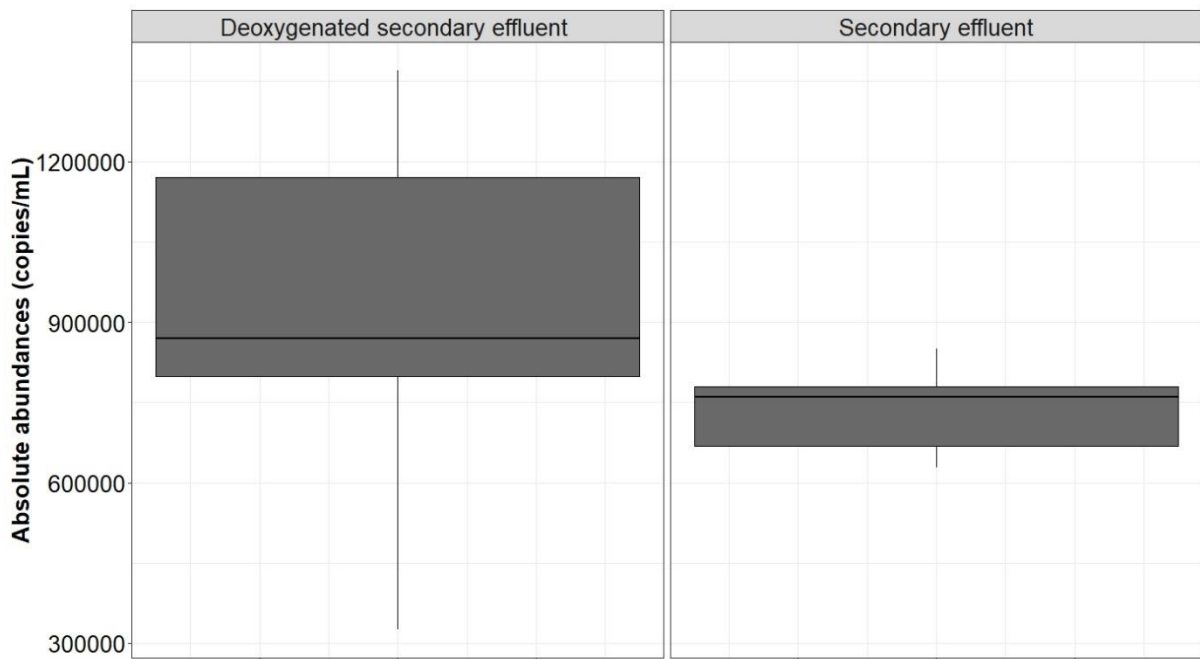 Deoxygenated secondary effluent
Secondary effluent
Absolute abundances (copies/mL)
1200000
900000
600000
300000